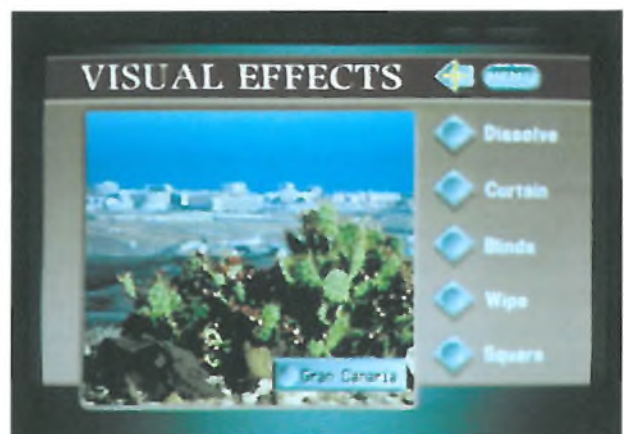 VISUAL EFFECTS
MENU
Dissolve
Curtain
Blinds
Wipe
Square
Gran Canaria